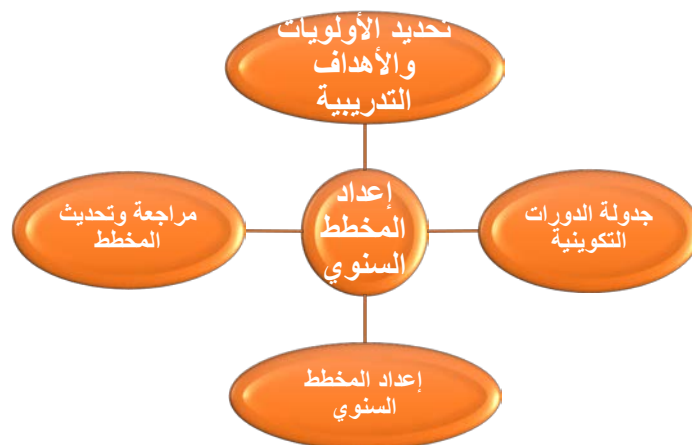 تحديد الأولويات
والأهداف
التدريبية
إعداد
المخطط
السنوي
جدولة الدورات
التكوينية
إعداد المخطط
السنوي
مراجعة وتحديث
المخطط